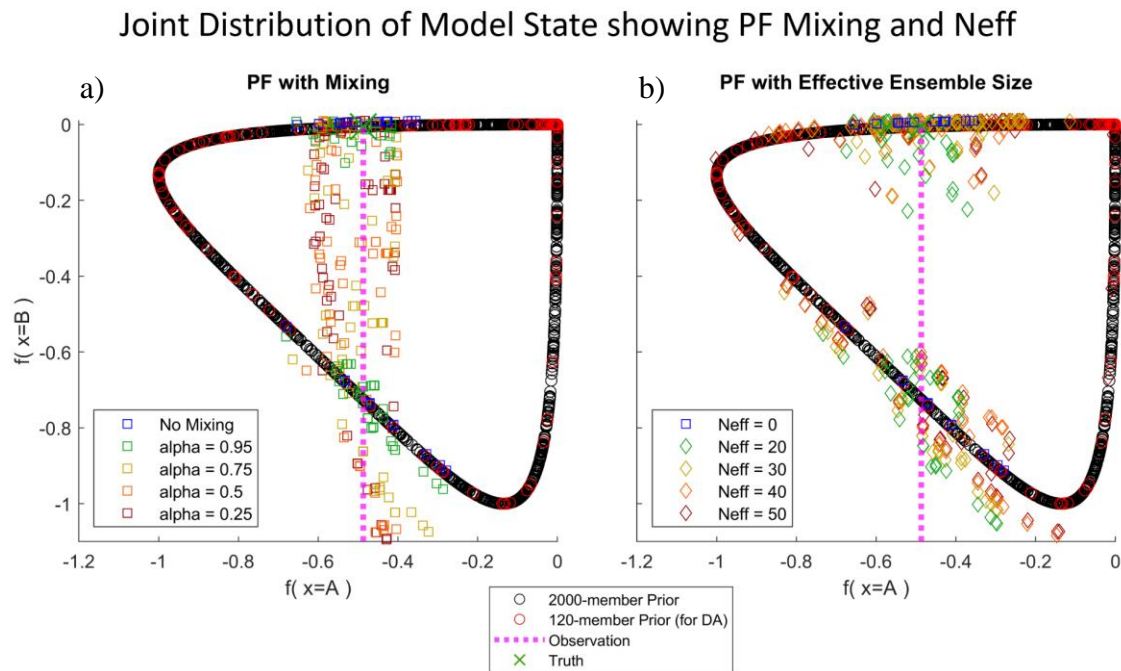 Joint Distribution of Model State showing PF Mixing and Neff
a) PF with Mixing
0
-0.2
-0.4
-0.6
-0.8
-1
f( x=B )
No Mixing
alpha = 0.95
alpha = 0.75
alpha = 0.5
alpha = 0.25
-1.2 -1 -0.8 -0.6 -0.4 -0.2 0
f( x=A )
b) PF with Effective Ensemble Size
0
-0.2
-0.4
-0.6
-0.8
-1
Neff = 0
Neff = 20
Neff = 30
Neff = 40
Neff = 50
-1.2 -1 -0.8 -0.6 -0.4 -0.2 0
f( x=A )
2000-member Prior
120-member Prior (for DA)
Observation
Truth